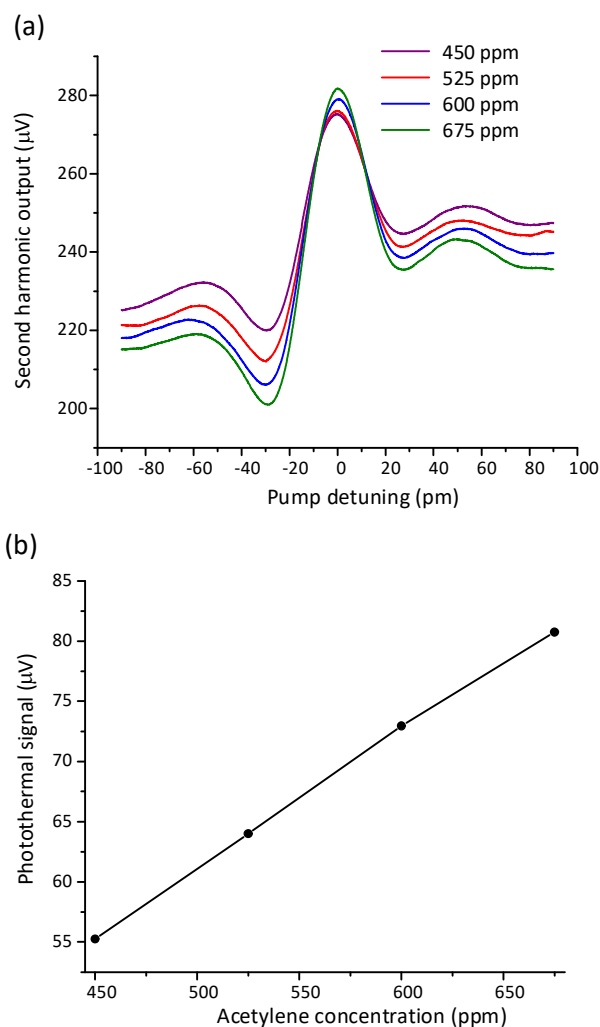 (a)
450 ppm
525 ppm
600 ppm
675 ppm
280
260
240
220
200
Second harmonic output (μV)
-100 -80 -60 -40 -20 0 20 40 60 80 100
Pump detuning (pm)
(b)
85
80
75
70
65
60
55
Photothermal signal (μV)
450 500 550 600 650
Acetylene concentration (ppm)